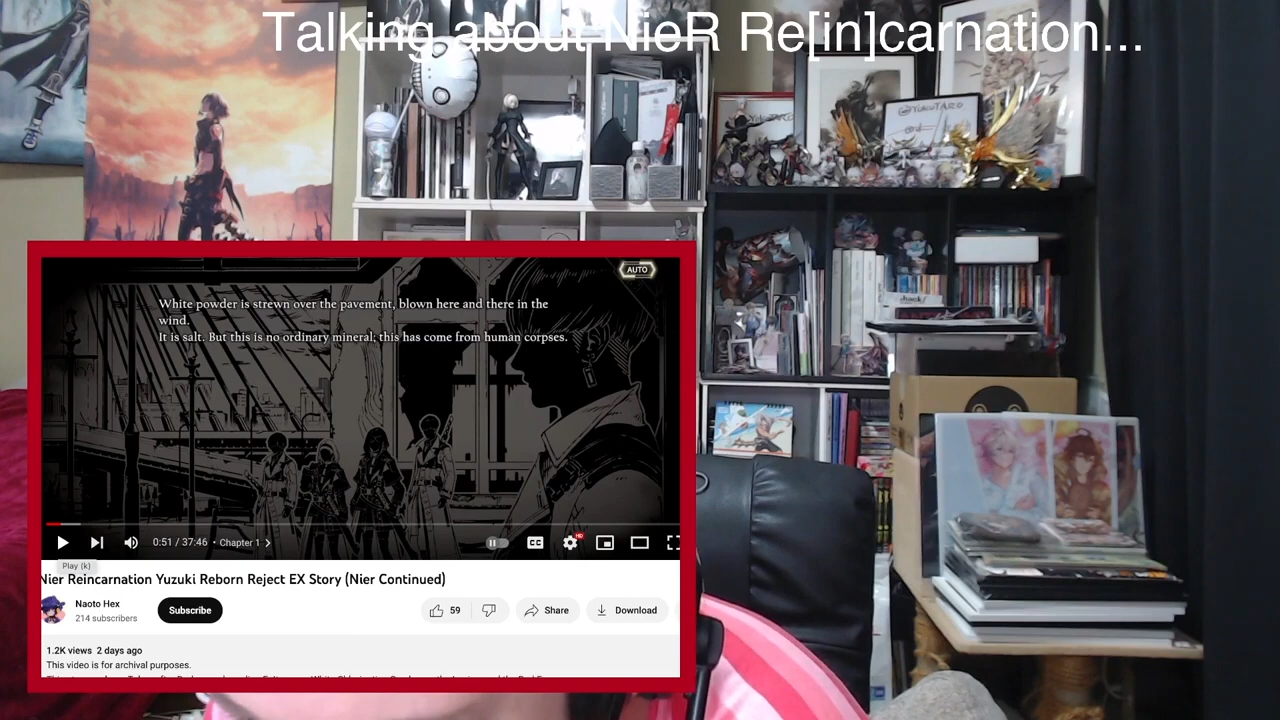 Talking about NieR Re[in]carnation...
AUTO
White powder is strewn over the pavement, blown here and there in the
wind.
It is salt. But this is no ordinary mineral; this has come from human corpses.
0:51 / 37:46 • Chapter 1
CC
HD
Play (k)
Nier Reincarnation Yuzuki Reborn Reject EX Story (Nier Continued)
Naoto Hex
214 subscribers
Subscribe
59
Share
Download
1.2K views 2 days ago
This video is for archival purposes.